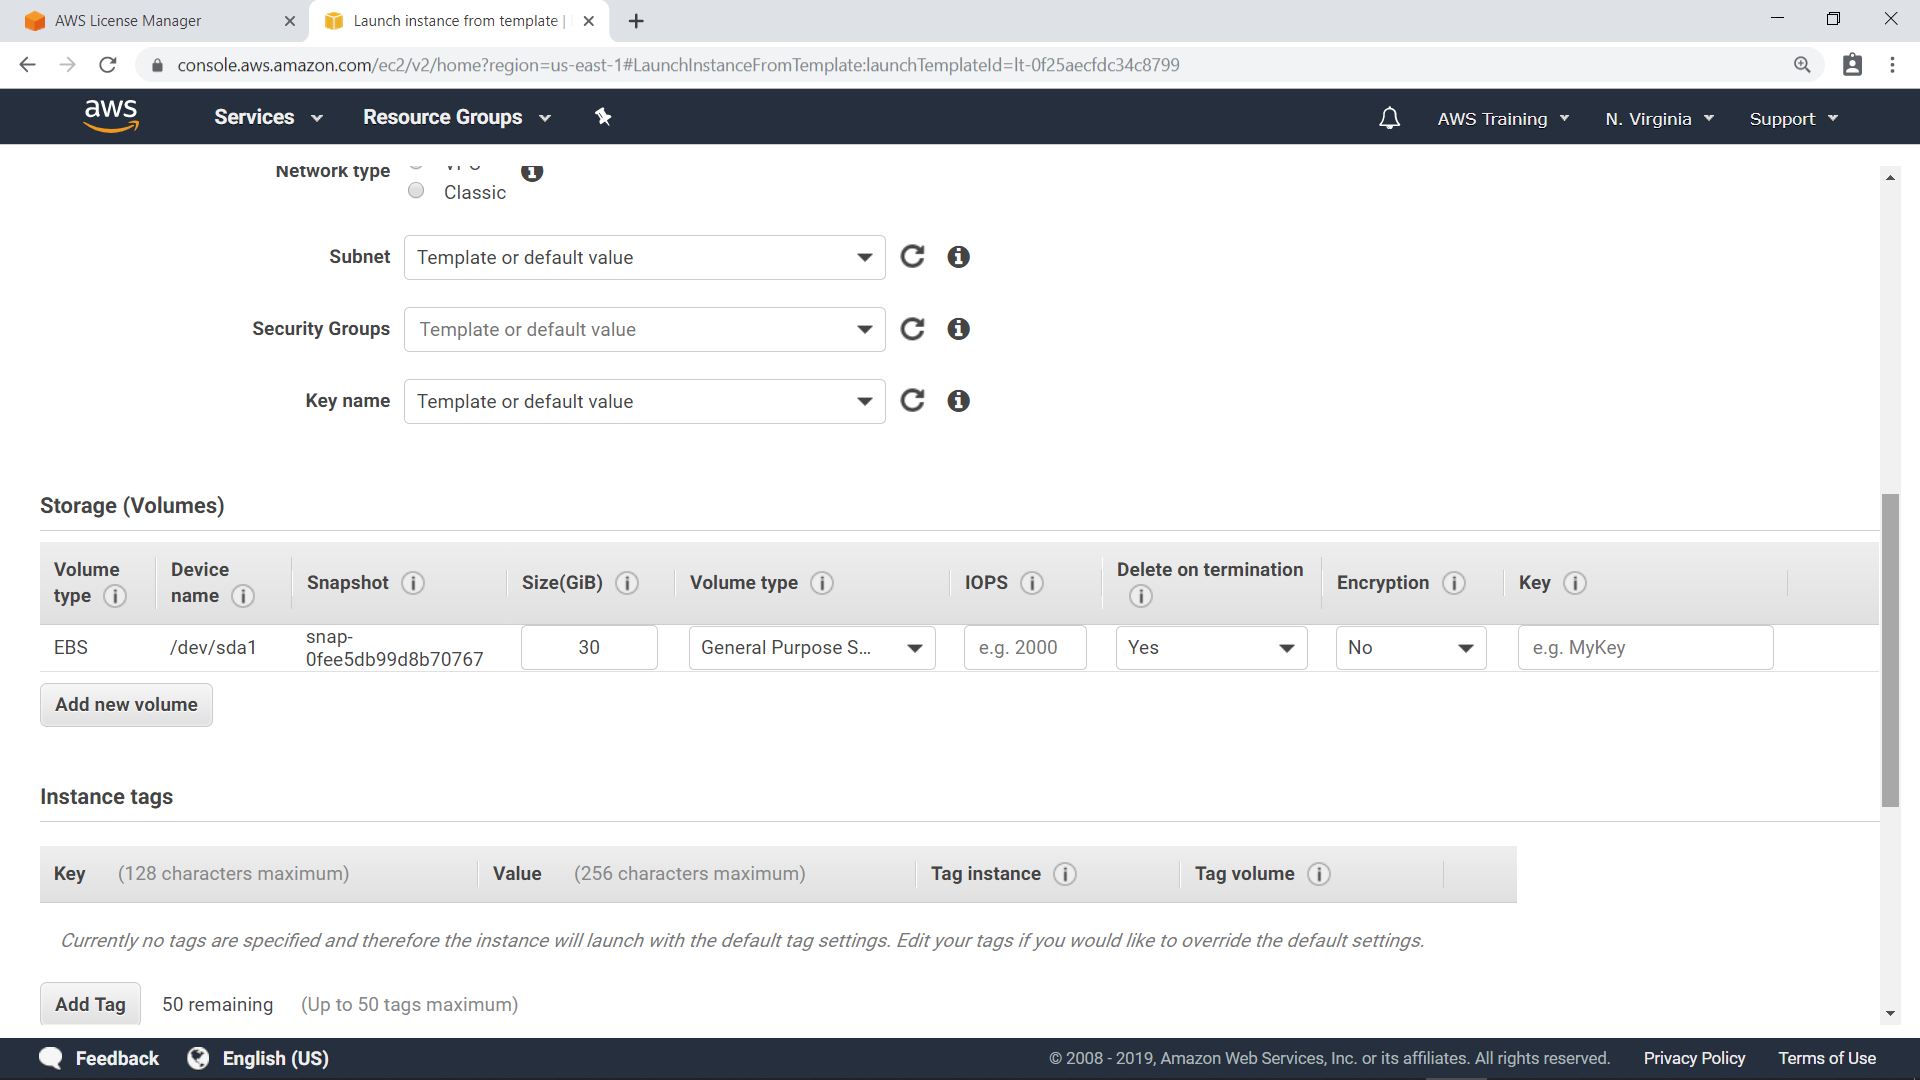 AWS License Manager
Launch instance from template |
console.aws.amazon.com/ec2/v2/home?region=us-east-1#LaunchInstanceFromTemplate:launchTemplateId=lt-0f25aecfdc34c8799
aws Services Resource Groups AWS Training N. Virginia Support
Network type
Classic
Subnet Template or default value
Security Groups Template or default value
Key name Template or default value
Storage (Volumes)
Volume type Device name Snapshot Size(GiB) Volume type IOPS Delete on termination Encryption Key
EBS /dev/sda1 snap-0fee5db99d8b70767 30 General Purpose S... e.g. 2000 Yes No e.g. MyKey
Add new volume
Instance tags
Key (128 characters maximum) Value (256 characters maximum) Tag instance Tag volume
Currently no tags are specified and therefore the instance will launch with the default tag settings. Edit your tags if you would like to override the default settings.
Add Tag 50 remaining (Up to 50 tags maximum)
Feedback English (US) © 2008 - 2019, Amazon Web Services, Inc. or its affiliates. All rights reserved. Privacy Policy Terms of Use